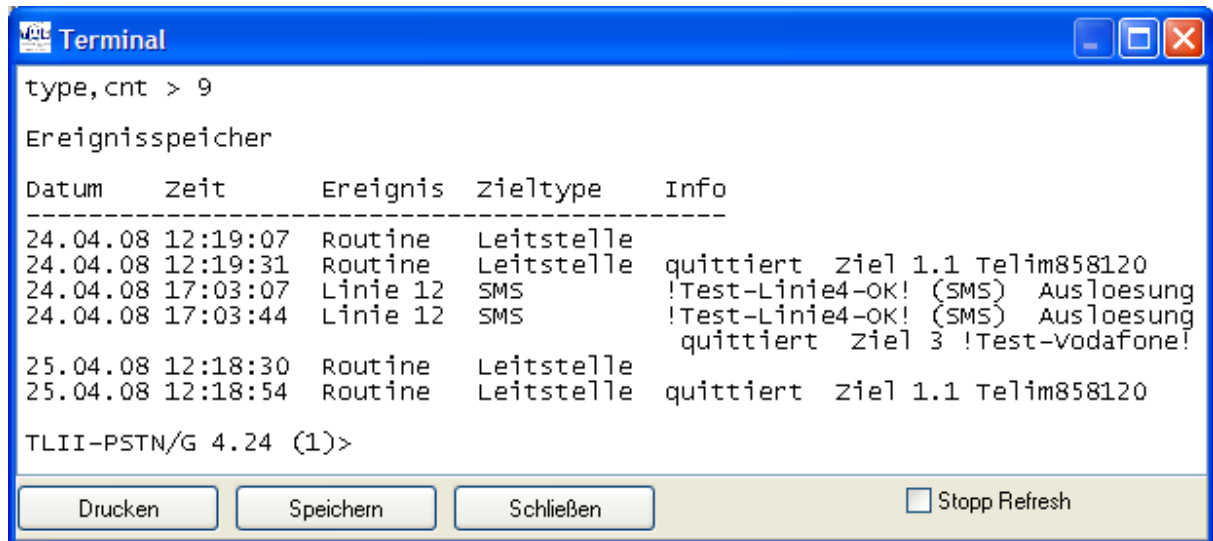 Terminal
type,cnt > 9
Ereignisspeicher
Datum Zeit Ereignis Zieltype Info
---------------------------------------------
24.04.08 12:19:07 Routine Leitstelle
24.04.08 12:19:31 Routine Leitstelle quittiert Ziel 1.1 Telim858120
24.04.08 17:03:07 Linie 12 SMS !Test-Linie4-OK! (SMS) Ausloesung
24.04.08 17:03:44 Linie 12 SMS !Test-Linie4-OK! (SMS) Ausloesung
quittiert Ziel 3 !Test-Vodafone!
25.04.08 12:18:30 Routine Leitstelle
25.04.08 12:18:54 Routine Leitstelle quittiert Ziel 1.1 Telim858120
TLII-PSTN/G 4.24 (1)>
Drucken Speichern Schließen Stopp Refresh